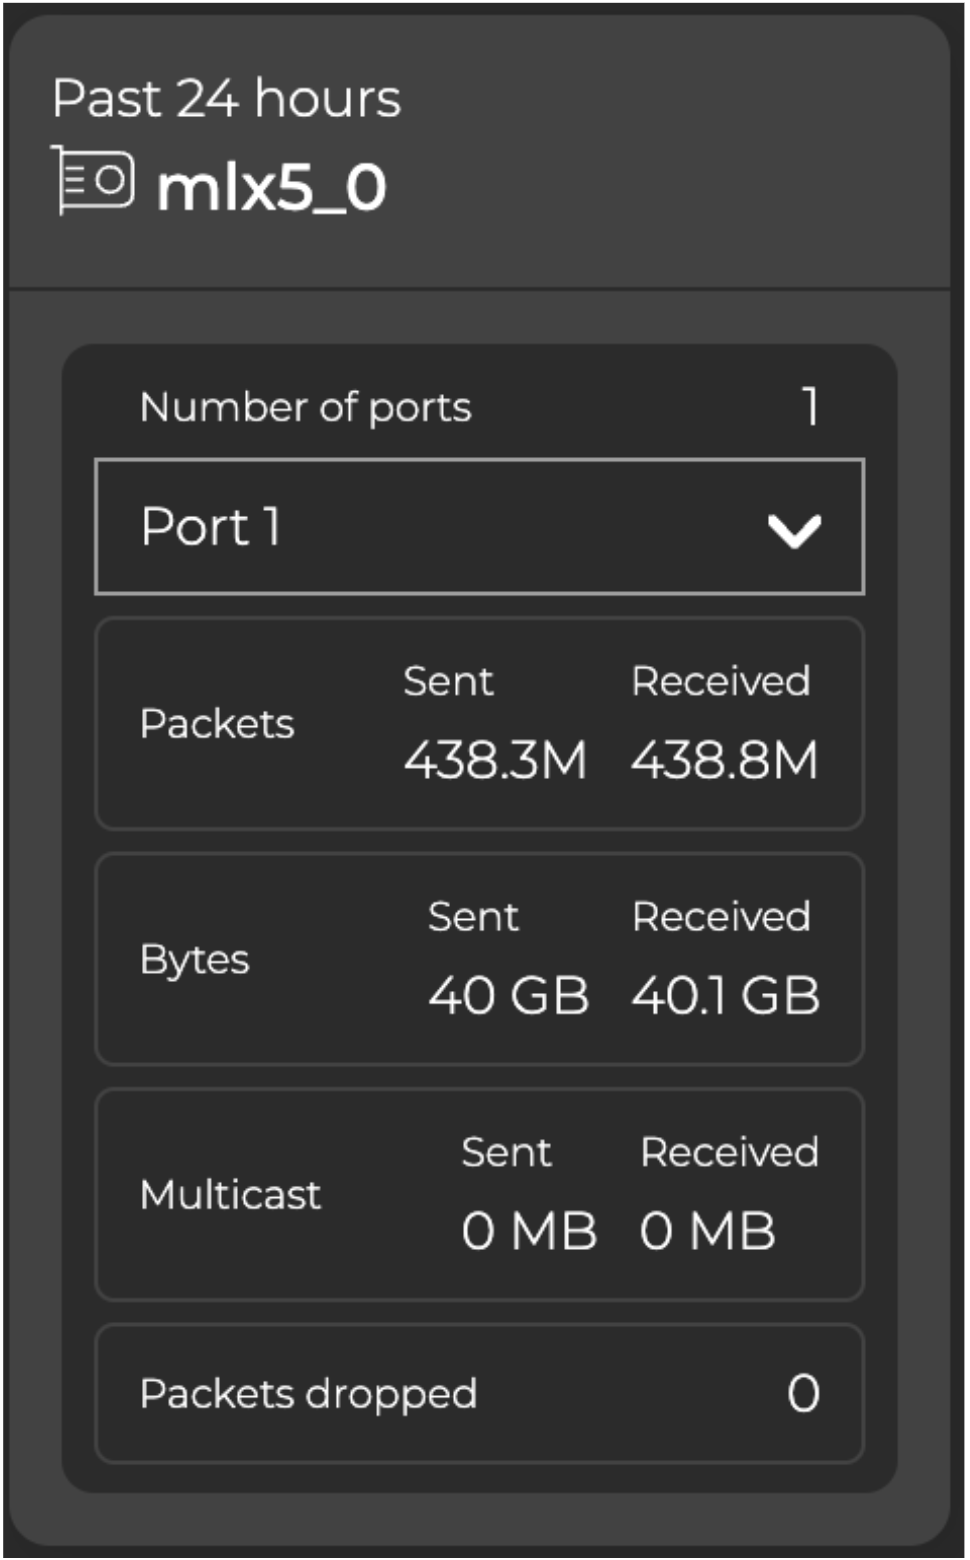 Past 24 hours
mlx5_0
Number of ports 1
Port 1
Sent Received
Packets
438.3M 438.8M
Sent Received
Bytes
40 GB 40.1 GB
Sent Received
Multicast
0 MB 0 MB
Packets dropped 0